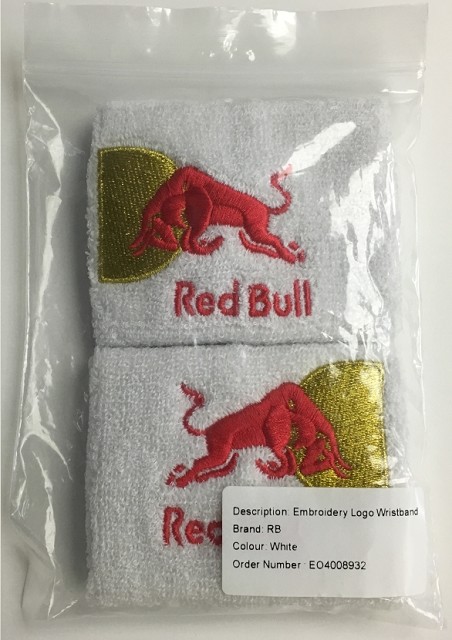 Red Bull
Red
Description: Embroidery Logo Wristband
Brand: RB
Colour: White
Order Number : EO4008932